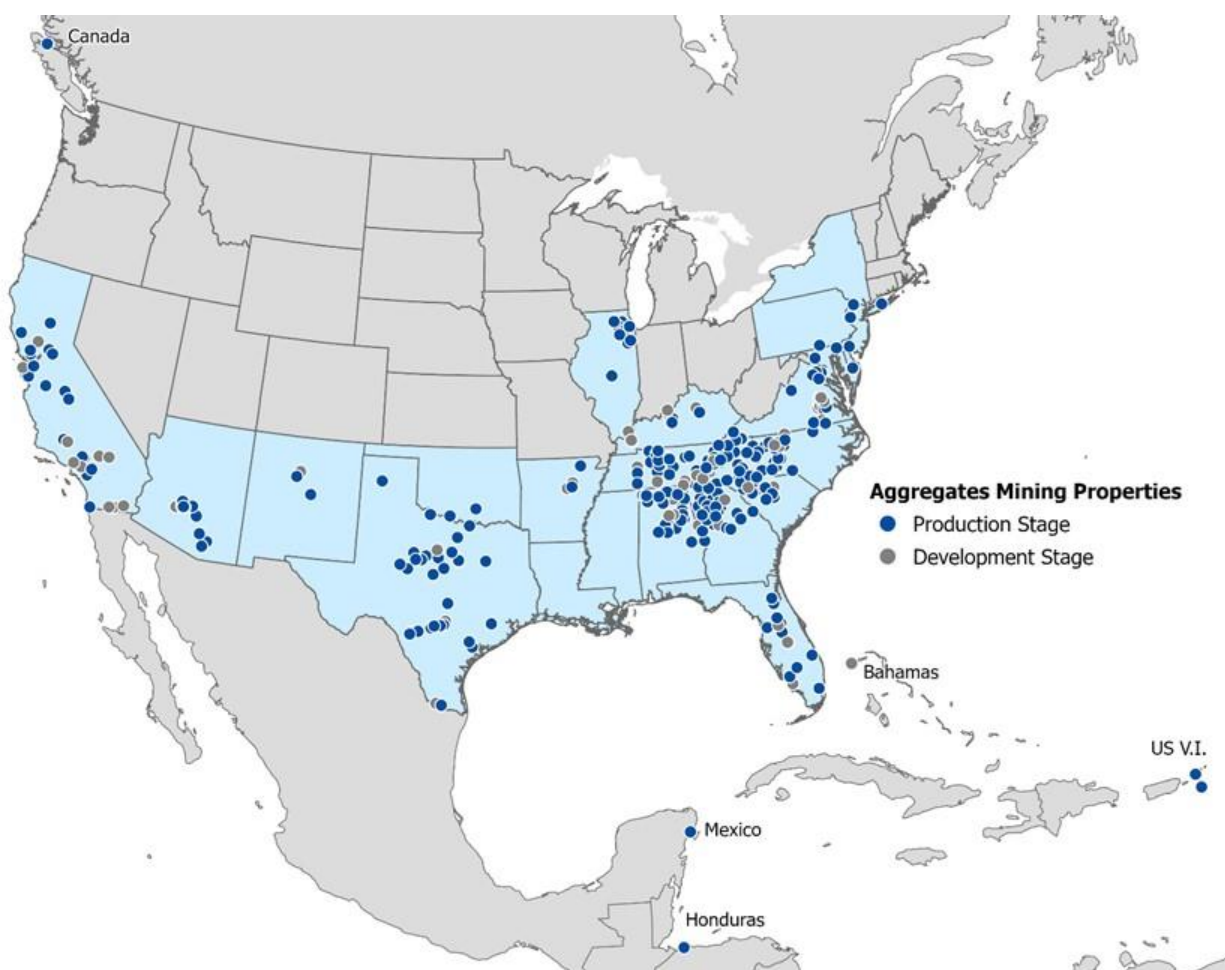 Canada
Aggregates Mining Properties
Production Stage
Development Stage
Bahamas
US V.I.
Mexico
Honduras